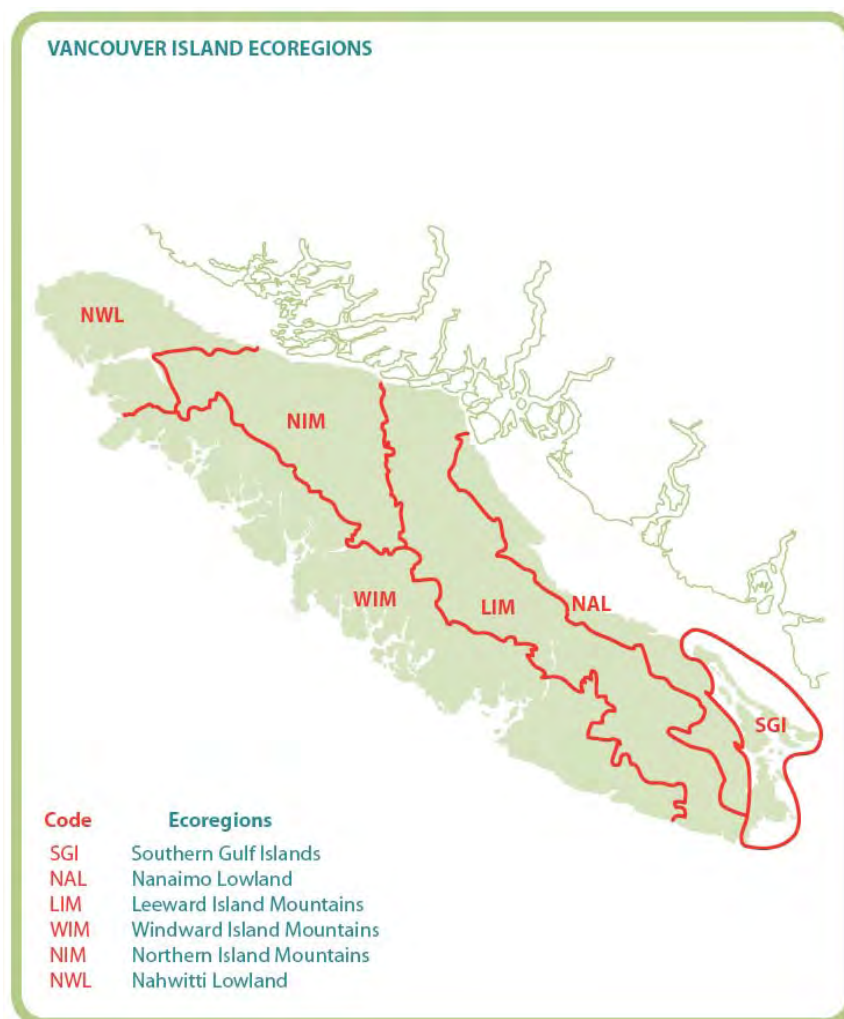 VANCOUVER ISLAND ECOREGIONS
NWL
NIM
WIM
LIM
NAL
SGI
Code Ecoregions
SGI Southern Gulf Islands
NAL Nanaimo Lowland
LIM Leeward Island Mountains
WIM Windward Island Mountains
NIM Northern Island Mountains
NWL Nahwitti Lowland